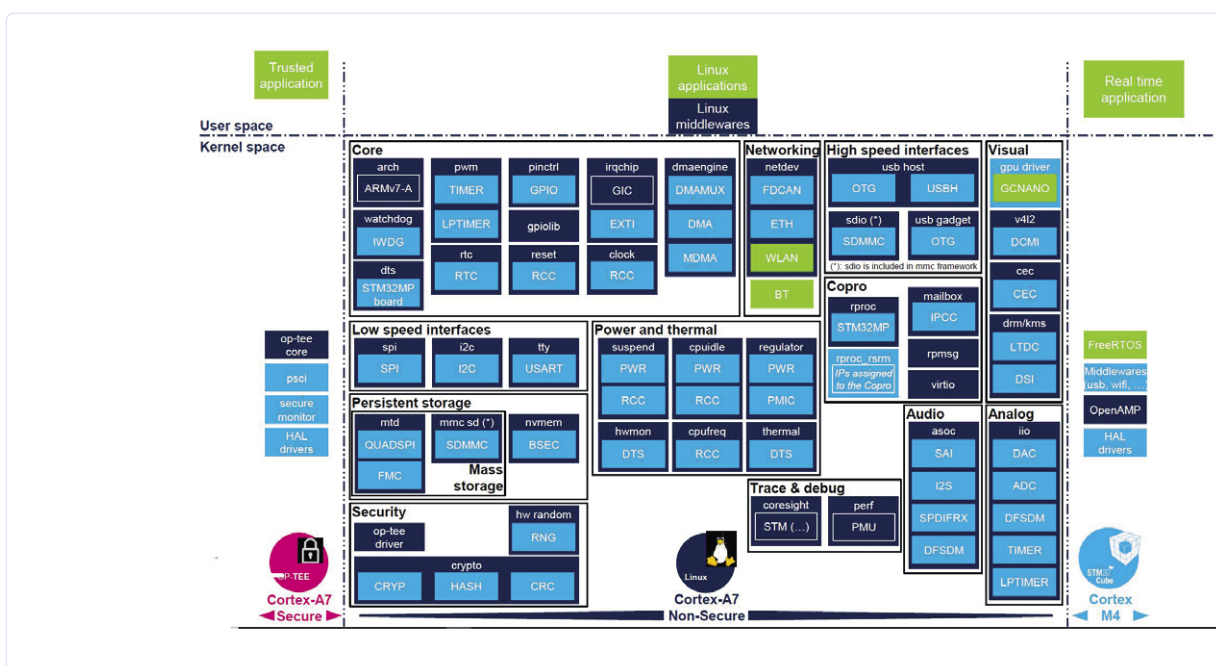 Trusted
application
Linux
applications
Linux
middlewares
Real time
application
User space
Kernel space
Core
arch
ARMv7-A
watchdog
IWDG
dts
STM32MP
board
pwm
TIMER
LPTIMER
rtc
RTC
pinctrl
GPIO
gpiolib
reset
RCC
irqchip
GIC
EXTI
clock
RCC
dmaengine
DMAMUX
DMA
MDMA
Networking
netdev
FDCAN
ETH
WLAN
BT
High speed interfaces
usb host
OTG
USBH
sdio (*)
SDMMC
usb gadget
OTG
(*): sdio is included in mmc framework
Visual
gpu driver
GCNANO
v4l2
DCMI
cec
CEC
drm/kms
LTDC
DSI
Copro
rproc
STM32MP
rproc_rsrm
IPs assigned
to the Copro
mailbox
IPCC
rpmsg
virtio
op-tee
core
psci
secure
monitor
HAL
drivers
Low speed interfaces
spi
SPI
i2c
I2C
tty
USART
Power and thermal
suspend
PWR
RCC
cpuidle
PWR
RCC
regulator
PWR
PMIC
hwmon
DTS
cpufreq
RCC
thermal
DTS
Persistent storage
mtd
QUADSPI
FMC
mmc sd (*)
SDMMC
nvmem
BSEC
Mass
storage
Audio
asoc
SAI
I2S
SPDIFRX
DFSDM
Analog
iio
DAC
ADC
DFSDM
TIMER
LPTIMER
FreeRTOS
Middlewares
(usb, wifi, ...)
OpenAMP
HAL
drivers
Trace & debug
coresight
STM (...)
perf
PMU
Security
op-tee
driver
hw random
RNG
crypto
CRYP
HASH
CRC
OP-TEE
Cortex-A7
Secure
Linux
Cortex-A7
Non-Secure
STM32
Cube
Cortex
M4